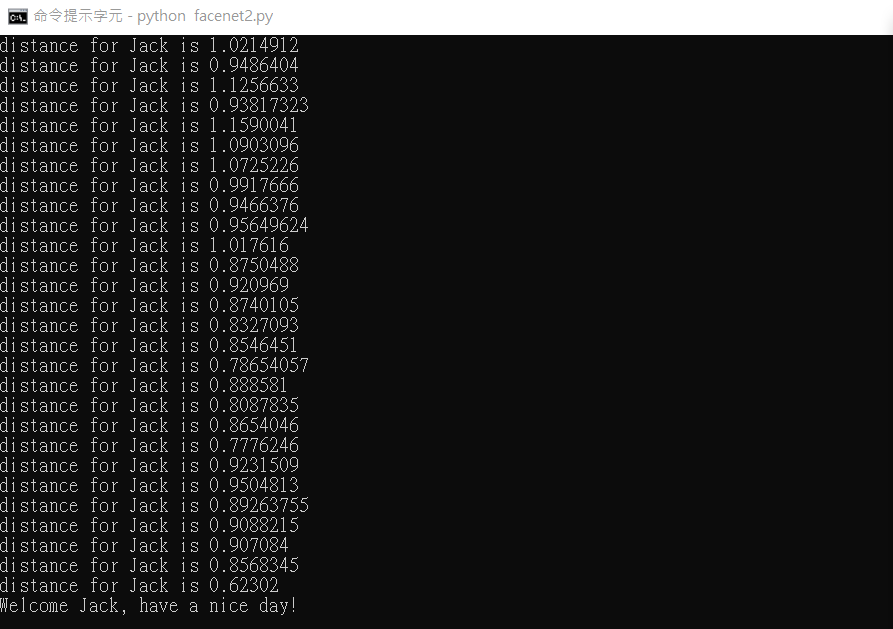 命令提示字元 - python  facenet2.py
distance for Jack is 1.0214912
distance for Jack is 0.9486404
distance for Jack is 1.1256633
distance for Jack is 0.93817323
distance for Jack is 1.1590041
distance for Jack is 1.0903096
distance for Jack is 1.0725226
distance for Jack is 0.9917666
distance for Jack is 0.9466376
distance for Jack is 0.95649624
distance for Jack is 1.017616
distance for Jack is 0.8750488
distance for Jack is 0.920969
distance for Jack is 0.8740105
distance for Jack is 0.8327093
distance for Jack is 0.8546451
distance for Jack is 0.78654057
distance for Jack is 0.888581
distance for Jack is 0.8087835
distance for Jack is 0.8654046
distance for Jack is 0.7776246
distance for Jack is 0.9231509
distance for Jack is 0.9504813
distance for Jack is 0.89263755
distance for Jack is 0.9088215
distance for Jack is 0.907084
distance for Jack is 0.8568345
distance for Jack is 0.62302
Welcome Jack, have a nice day!